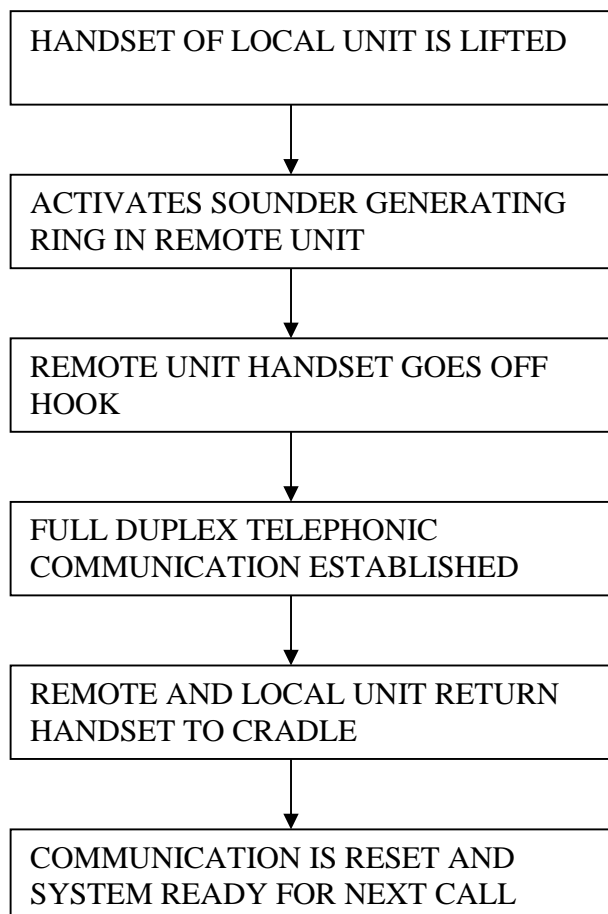 HANDSET OF LOCAL UNIT IS LIFTED
ACTIVATES SOUNDER GENERATING
RING IN REMOTE UNIT
REMOTE UNIT HANDSET GOES OFF
HOOK
FULL DUPLEX TELEPHONIC
COMMUNICATION ESTABLISHED
REMOTE AND LOCAL UNIT RETURN
HANDSET TO CRADLE
COMMUNICATION IS RESET AND
SYSTEM READY FOR NEXT CALL